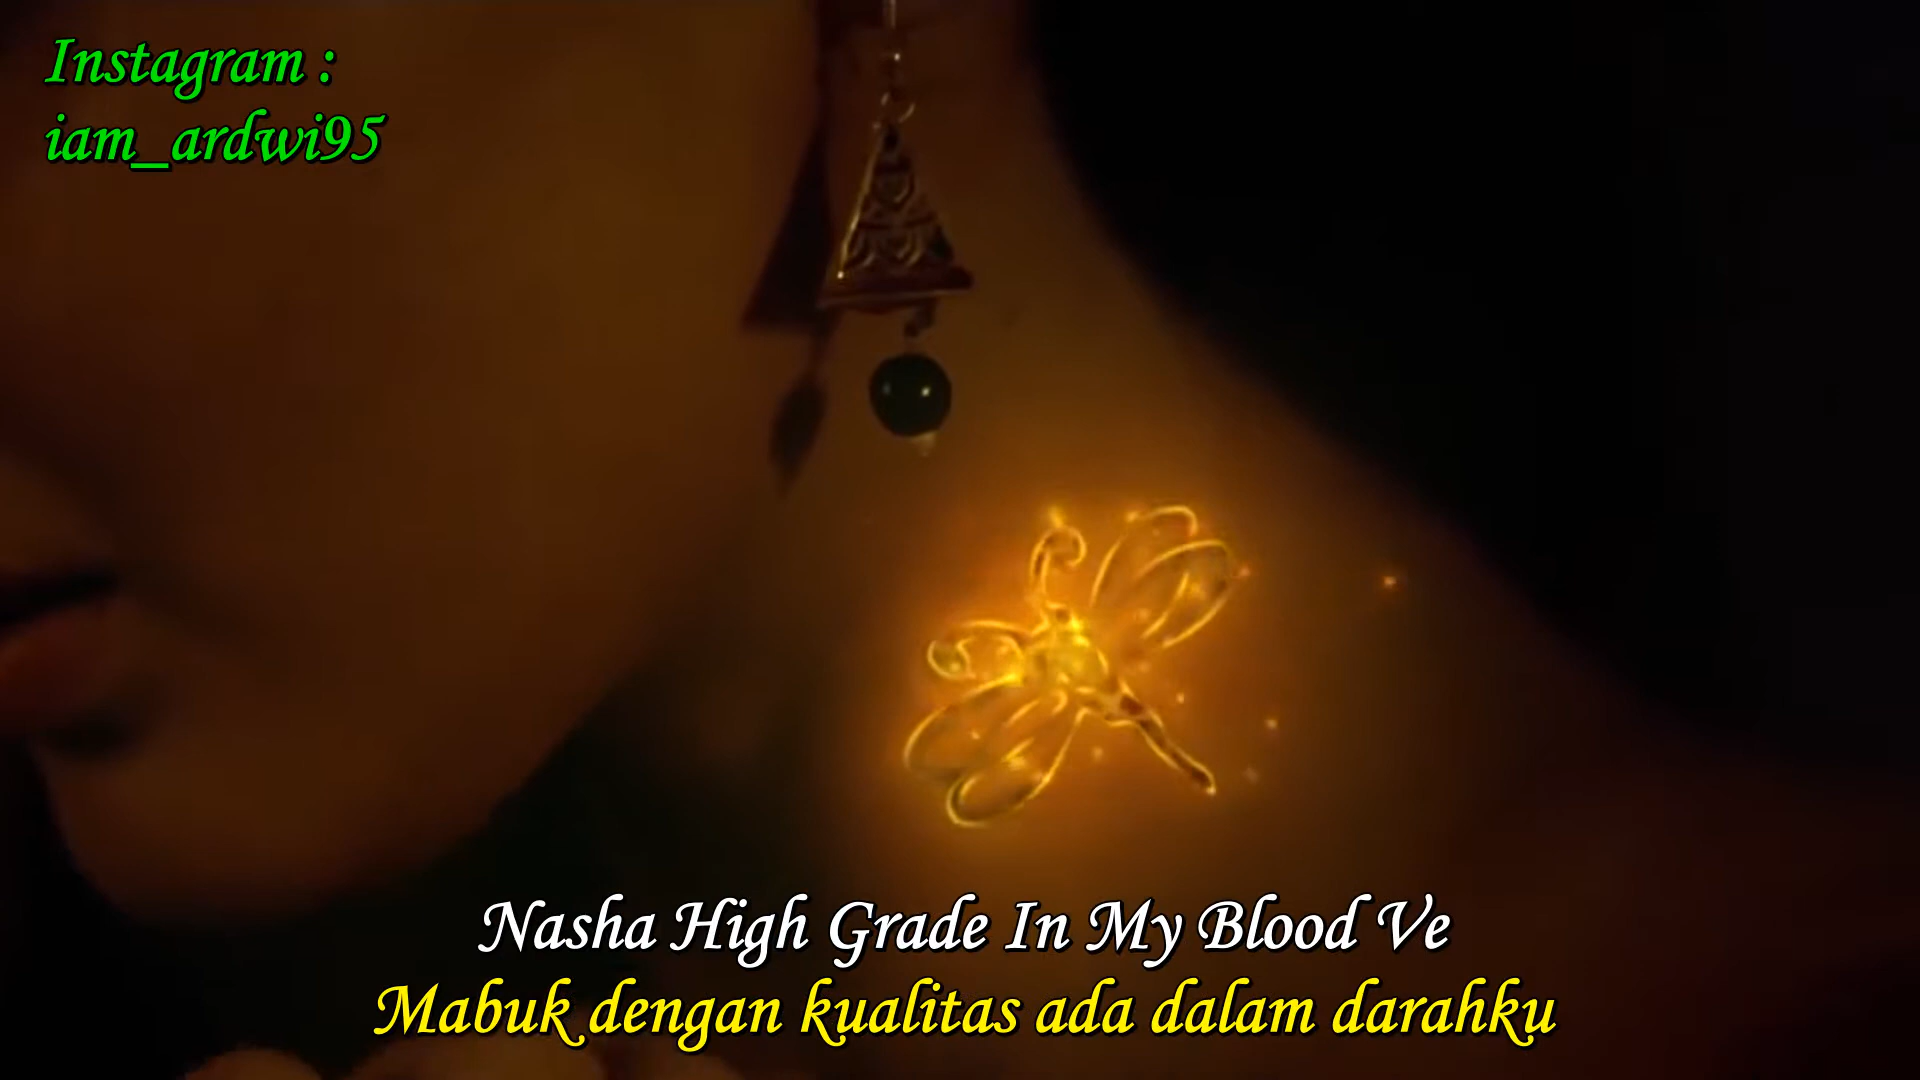 Instagram :
iam_ardwi95
Nasha High Grade In My Blood Ve
Mabuk dengan kualitas ada dalam darahku